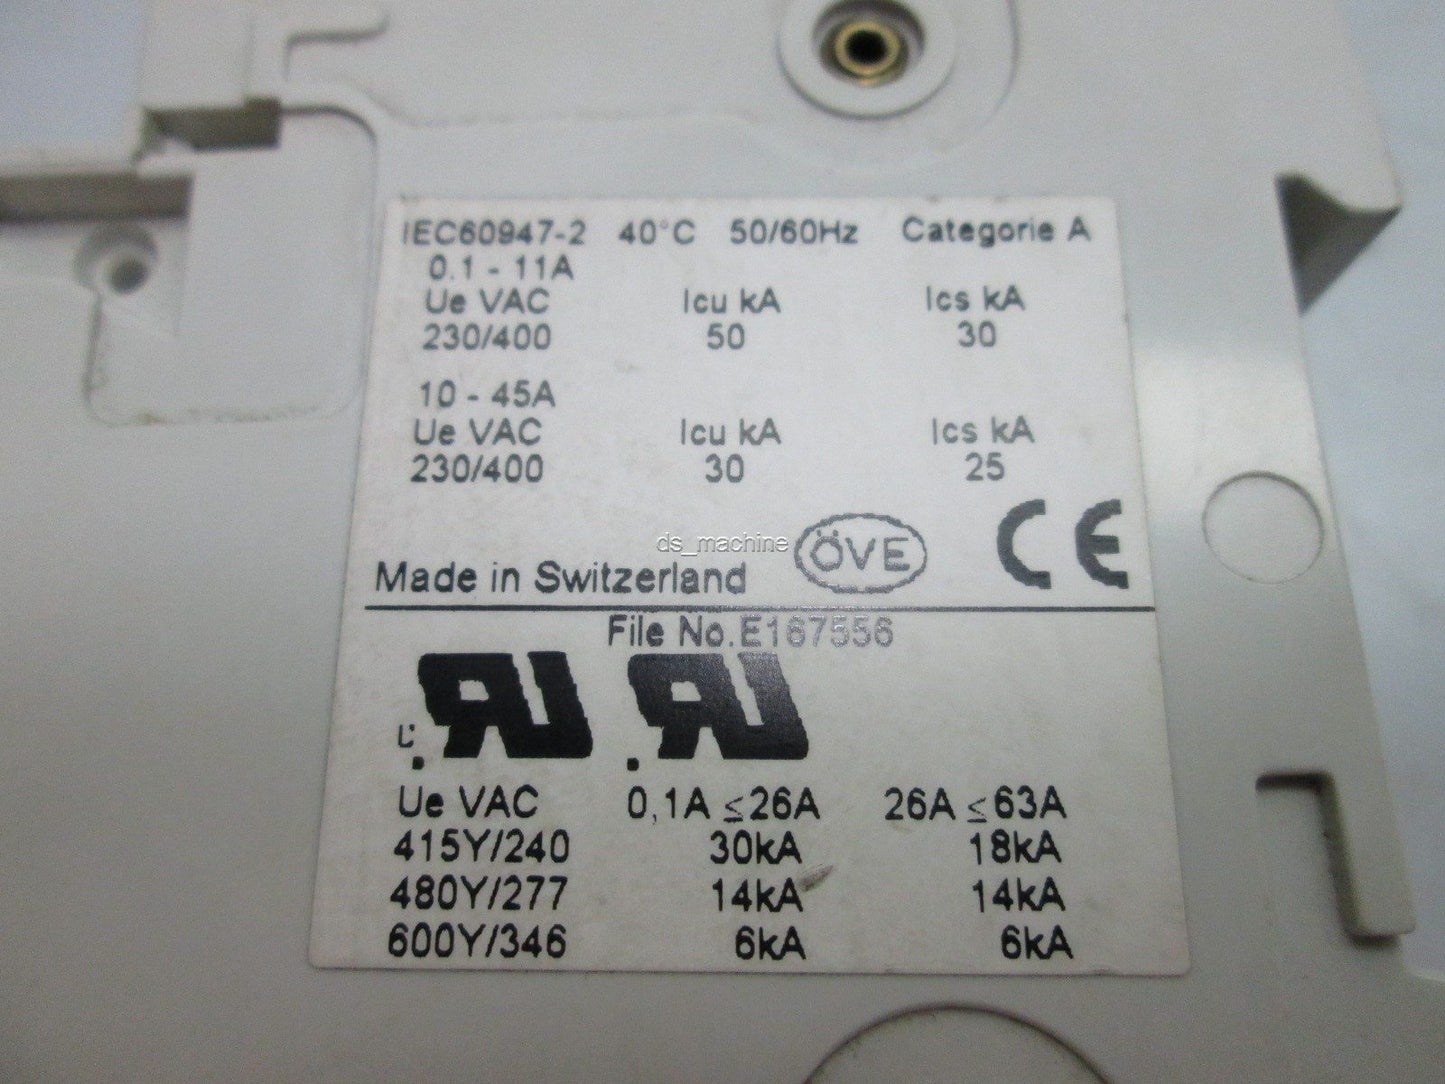 IEC60947-2 40°C 50/60Hz Categorie A
0.1 - 11A
Ue VAC Icu kA Ics kA
230/400 50 30
10 - 45A
Ue VAC Icu kA Ics kA
230/400 30 25
ds_machine
ÖVE CE
Made in Switzerland
File No.E167556
Ue VAC 0,1A ≤26A 26A ≤63A
415Y/240 30kA 18kA
480Y/277 14kA 14kA
600Y/346 6kA 6kA